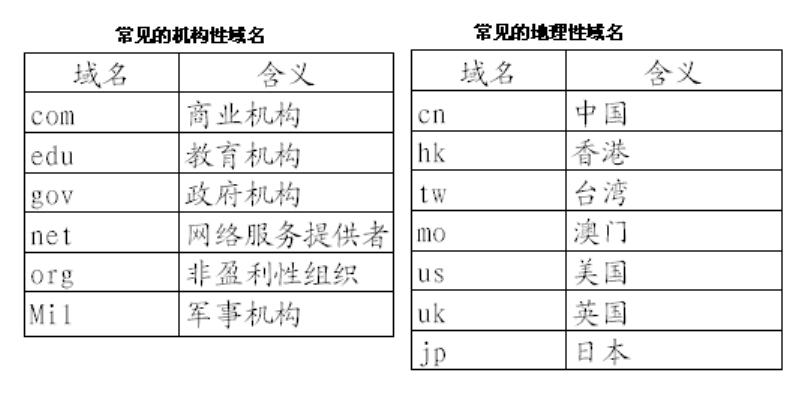 常见的机构性域名
域名 含义
com 商业机构
edu 教育机构
gov 政府机构
net 网络服务提供者
org 非盈利性组织
Mil 军事机构
常见的地理性域名
域名 含义
cn 中国
hk 香港
tw 台湾
mo 澳门
us 美国
uk 英国
jp 日本